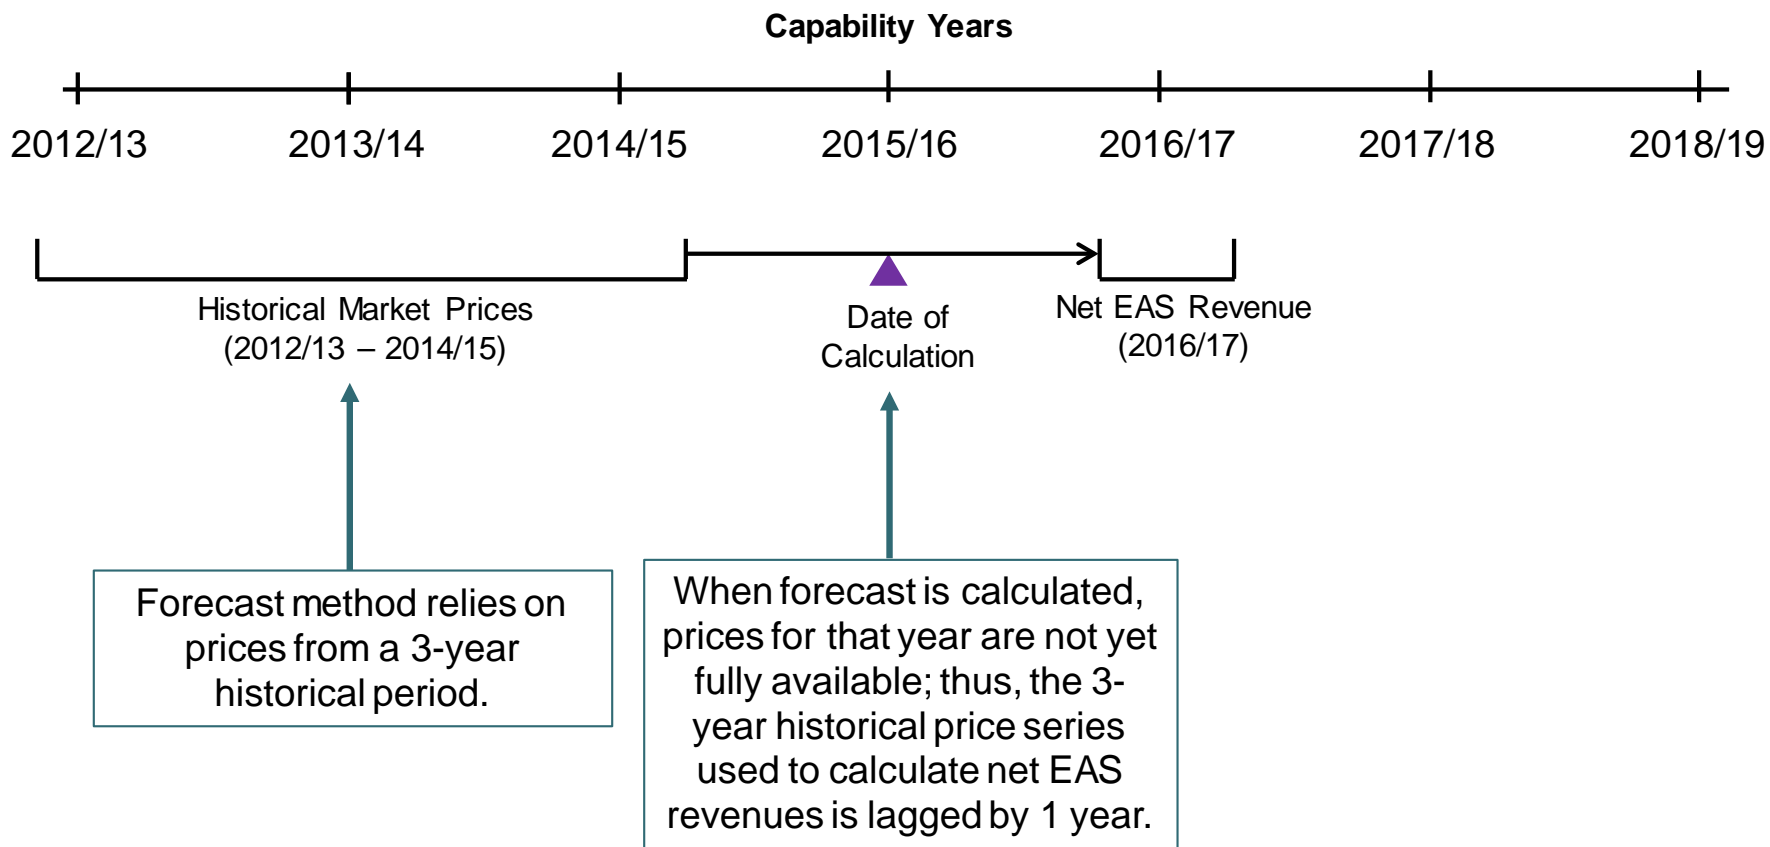 Capability Years
2012/13 2013/14 2014/15 2015/16 2016/17 2017/18 2018/19
Historical Market Prices
(2012/13 – 2014/15)
Date of
Calculation
Net EAS Revenue
(2016/17)
Forecast method relies on
prices from a 3-year
historical period.
When forecast is calculated,
prices for that year are not yet
fully available; thus, the 3-
year historical price series
used to calculate net EAS
revenues is lagged by 1 year.